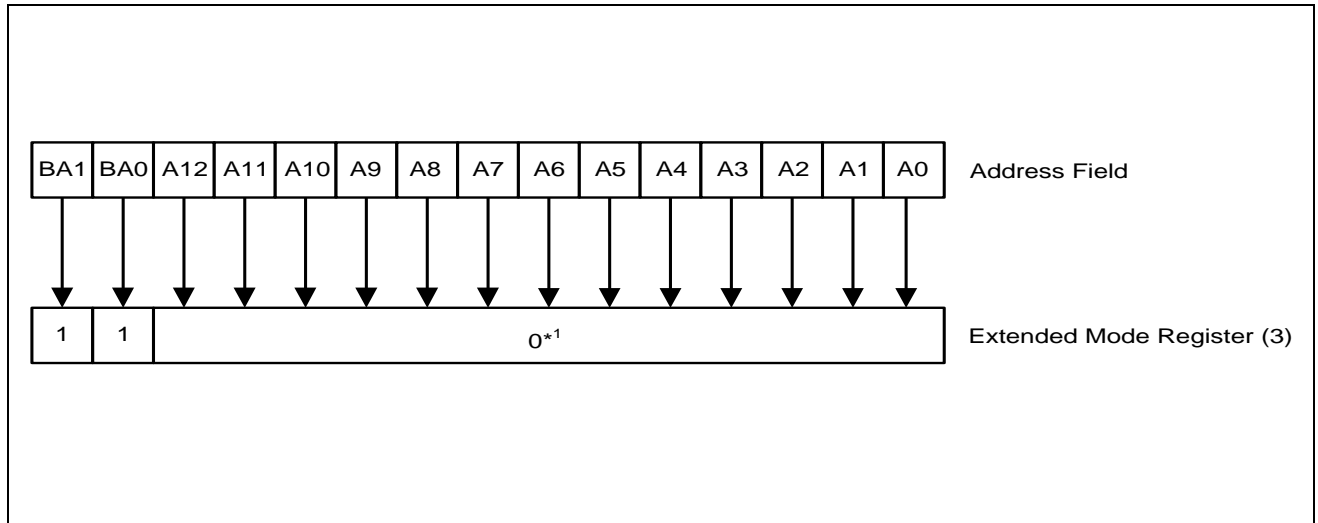 BA1 BA0 A12 A11 A10 A9 A8 A7 A6 A5 A4 A3 A2 A1 A0 Address Field
1 1 0*1 Extended Mode Register (3)